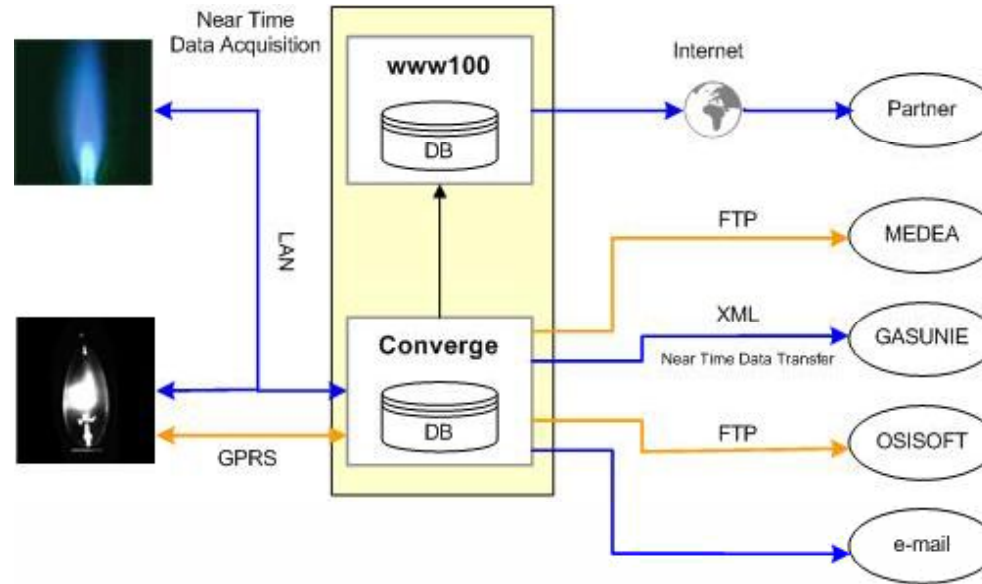 Near Time
Data Acquisition
www100
DB
Internet
Partner
LAN
FTP
MEDEA
XML
GASUNIE
Near Time Data Transfer
Converge
DB
FTP
OSISOFT
GPRS
e-mail